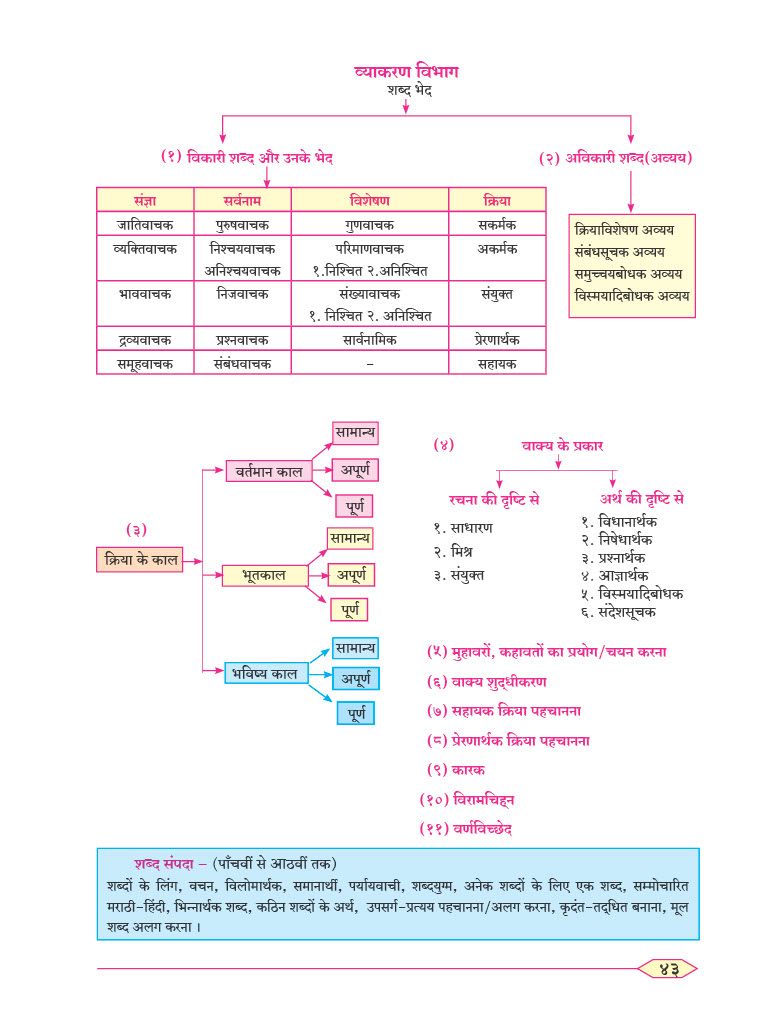 व्याकरण विभाग
शब्द भेद
(१) विकारी शब्द और उनके भेद
(२) अविकारी शब्द(अव्यय)
संज्ञा सर्वनाम विशेषण क्रिया
जातिवाचक पुरुषवाचक गुणवाचक सकर्मक
व्यक्तिवाचक निश्चयवाचक परिमाणवाचक अकर्मक
अनिश्चयवाचक १.निश्चित २.अनिश्चित
भाववाचक निजवाचक संख्यावाचक संयुक्त
१. निश्चित २. अनिश्चित
द्रव्यवाचक प्रश्नवाचक सार्वनामिक प्रेरणार्थक
समूहवाचक संबंधवाचक – सहायक
क्रियाविशेषण अव्यय
संबंधसूचक अव्यय
समुच्चयबोधक अव्यय
विस्मयादिबोधक अव्यय
(३)
क्रिया के काल
वर्तमान काल
सामान्य
अपूर्ण
पूर्ण
भूतकाल
सामान्य
अपूर्ण
पूर्ण
भविष्य काल
सामान्य
अपूर्ण
पूर्ण
(४) वाक्य के प्रकार
रचना की दृष्टि से
१. साधारण
२. मिश्र
३. संयुक्त
अर्थ की दृष्टि से
१. विधानार्थक
२. निषेधार्थक
३. प्रश्नार्थक
४. आज्ञार्थक
५. विस्मयादिबोधक
६. संदेशसूचक
(५) मुहावरों, कहावतों का प्रयोग/चयन करना
(६) वाक्य शुद्धीकरण
(७) सहायक क्रिया पहचानना
(८) प्रेरणार्थक क्रिया पहचानना
(९) कारक
(१०) विरामचिह्न
(११) वर्णविच्छेद
शब्द संपदा – (पाँचवीं से आठवीं तक)
शब्दों के लिंग, वचन, विलोमार्थक, समानार्थी, पर्यायवाची, शब्दयुग्म, अनेक शब्दों के लिए एक शब्द, सम्मोचारित
मराठी-हिंदी, भिन्नार्थक शब्द, कठिन शब्दों के अर्थ, उपसर्ग-प्रत्यय पहचानना/अलग करना, कृदंत-तद्धित बनाना, मूल
शब्द अलग करना ।
४३